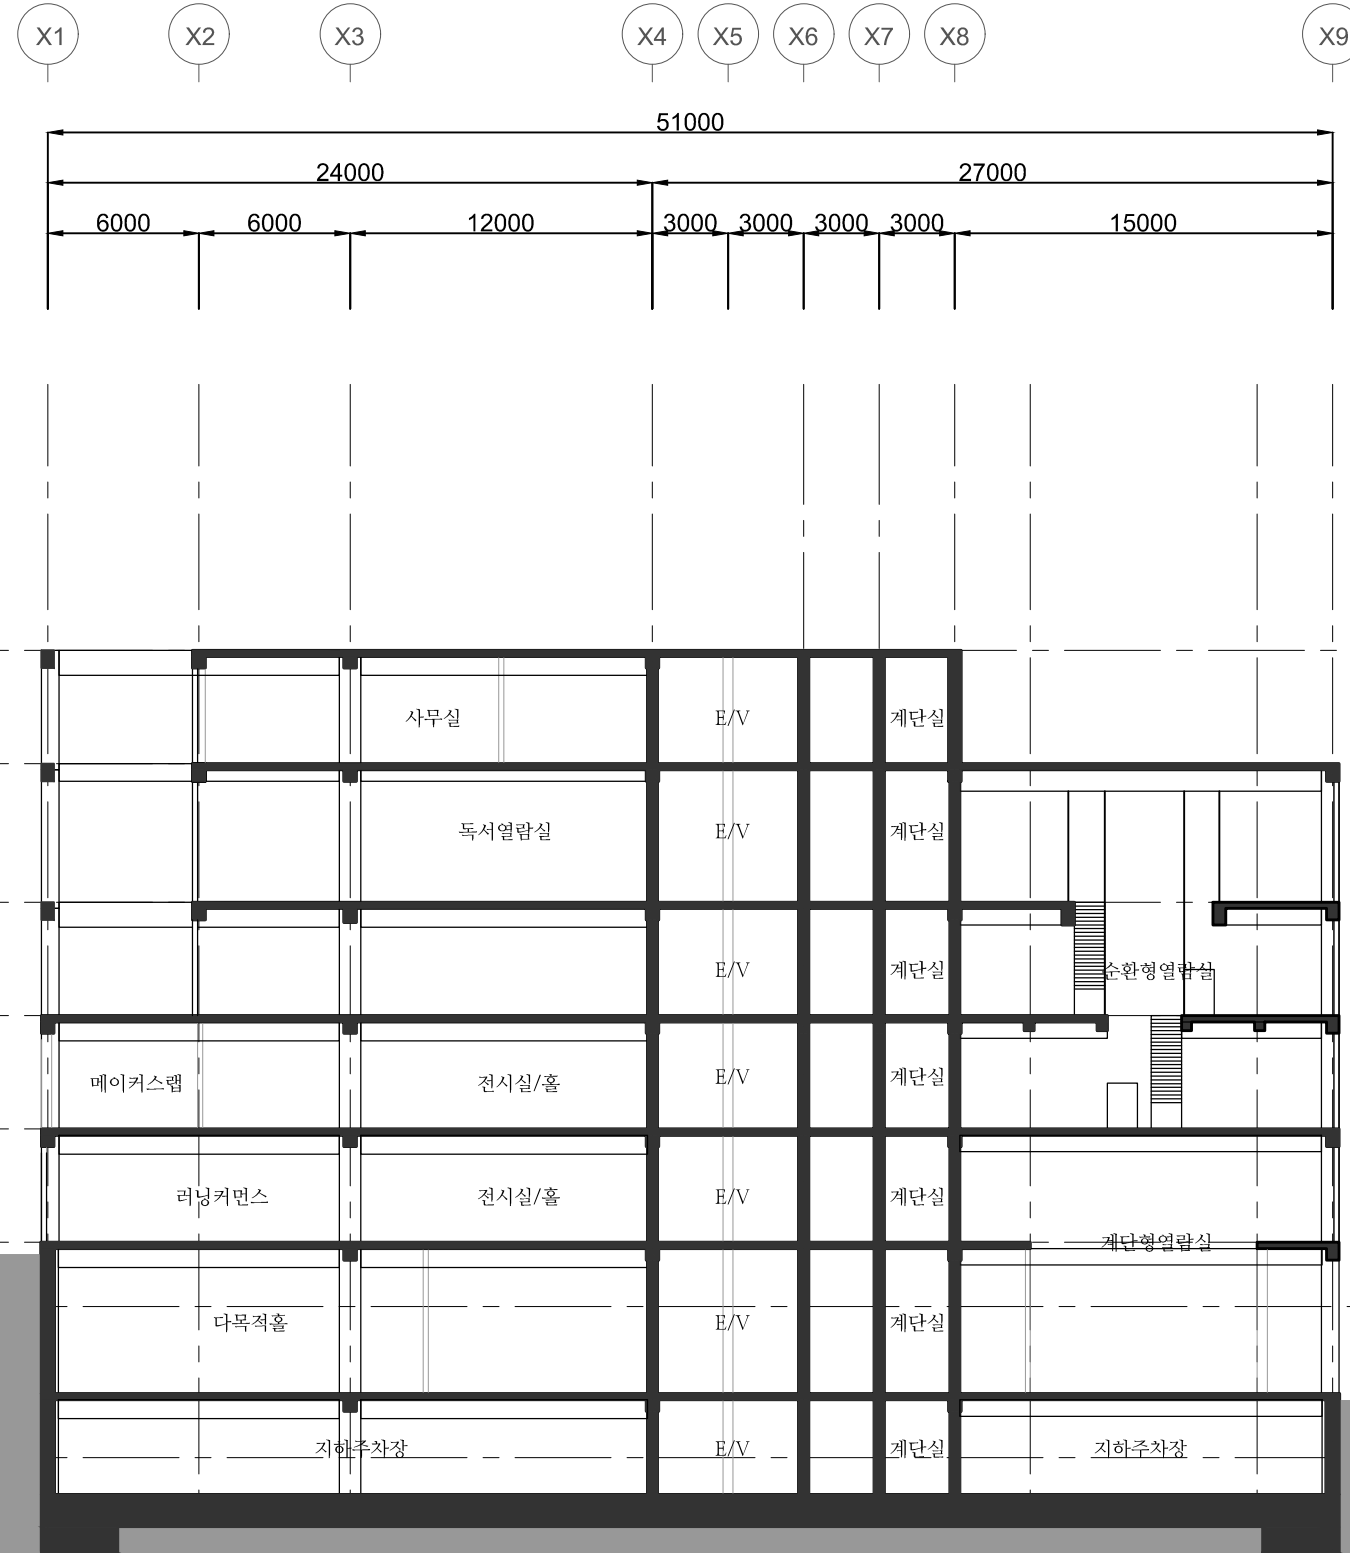 X1 X2 X3 X4 X5 X6 X7 X8 X9
51000
24000 27000
6000 6000 12000 3000 3000 3000 3000 15000
사무실 E/V 계단실
독서열람실 E/V 계단실
E/V 계단실 순환형열람실
메이커스랩 전시실/홀 E/V 계단실
러닝커먼스 전시실/홀 E/V 계단실
계단형열람실
다목적홀 E/V 계단실
지하주차장 E/V 계단실 지하주차장